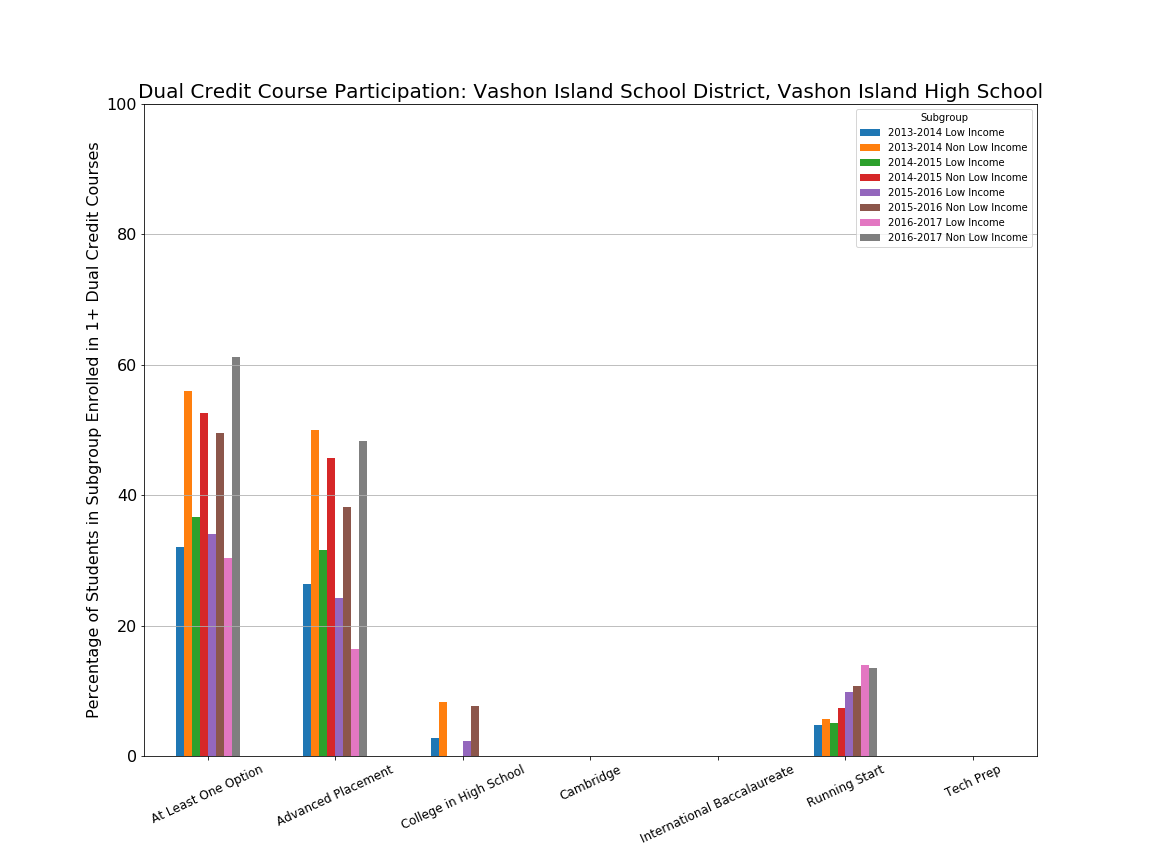 Dual Credit Course Participation: Vashon Island School District, Vashon Island High School
Percentage of Students in Subgroup Enrolled in 1+ Dual Credit Courses
100
80
60
40
20
0
Subgroup
2013-2014 Low Income
2013-2014 Non Low Income
2014-2015 Low Income
2014-2015 Non Low Income
2015-2016 Low Income
2015-2016 Non Low Income
2016-2017 Low Income
2016-2017 Non Low Income
At Least One Option
Advanced Placement
College in High School
Cambridge
International Baccalaureate
Running Start
Tech Prep